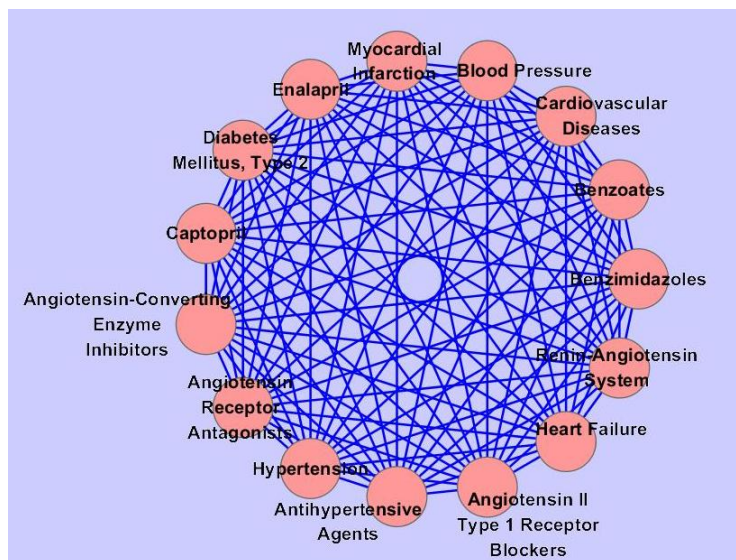 Myocardial
Infarction
Blood Pressure
Cardiovascular
Diseases
Benzoates
Benzimidazoles
Renin-Angiotensin
System
Heart Failure
Angiotensin II
Type 1 Receptor
Blockers
Antihypertensive
Agents
Hypertension
Angiotensin
Receptor
Antagonists
Angiotensin-Converting
Enzyme
Inhibitors
Captopril
Diabetes
Mellitus, Type 2
Enalapril